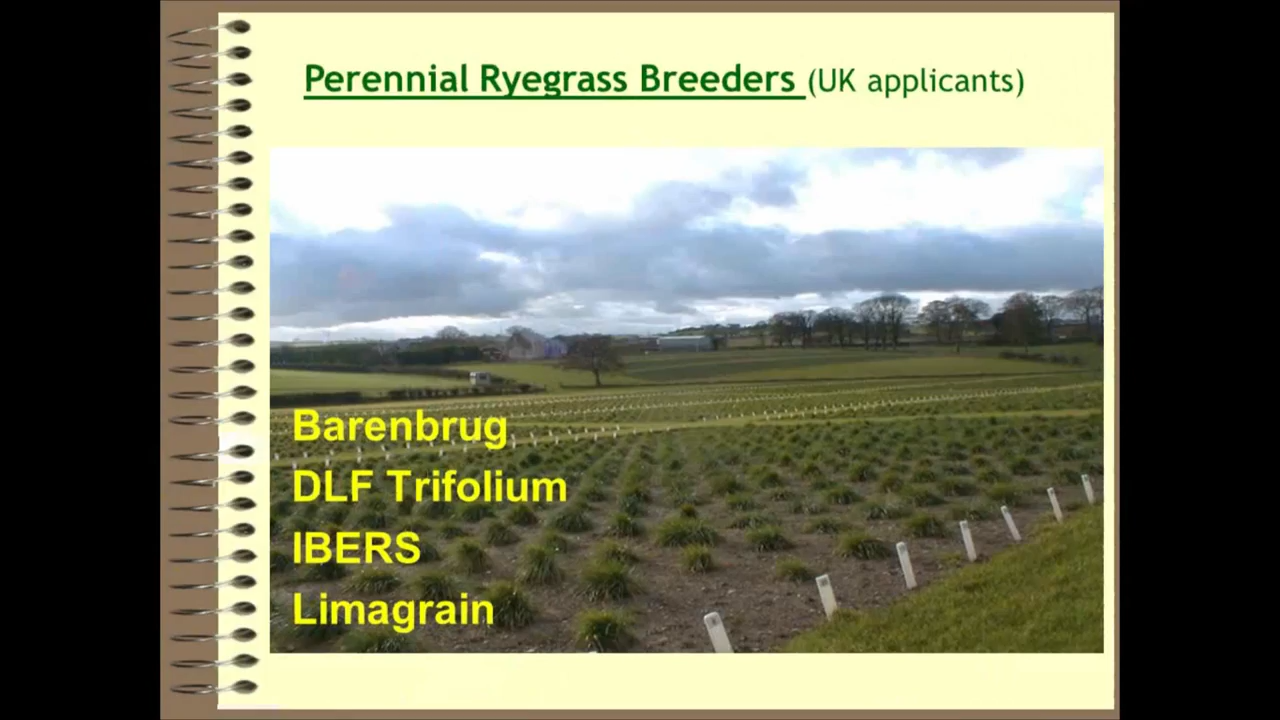 Perennial Ryegrass Breeders (UK applicants)
Barenbrug
DLF Trifolium
IBERS
Limagrain